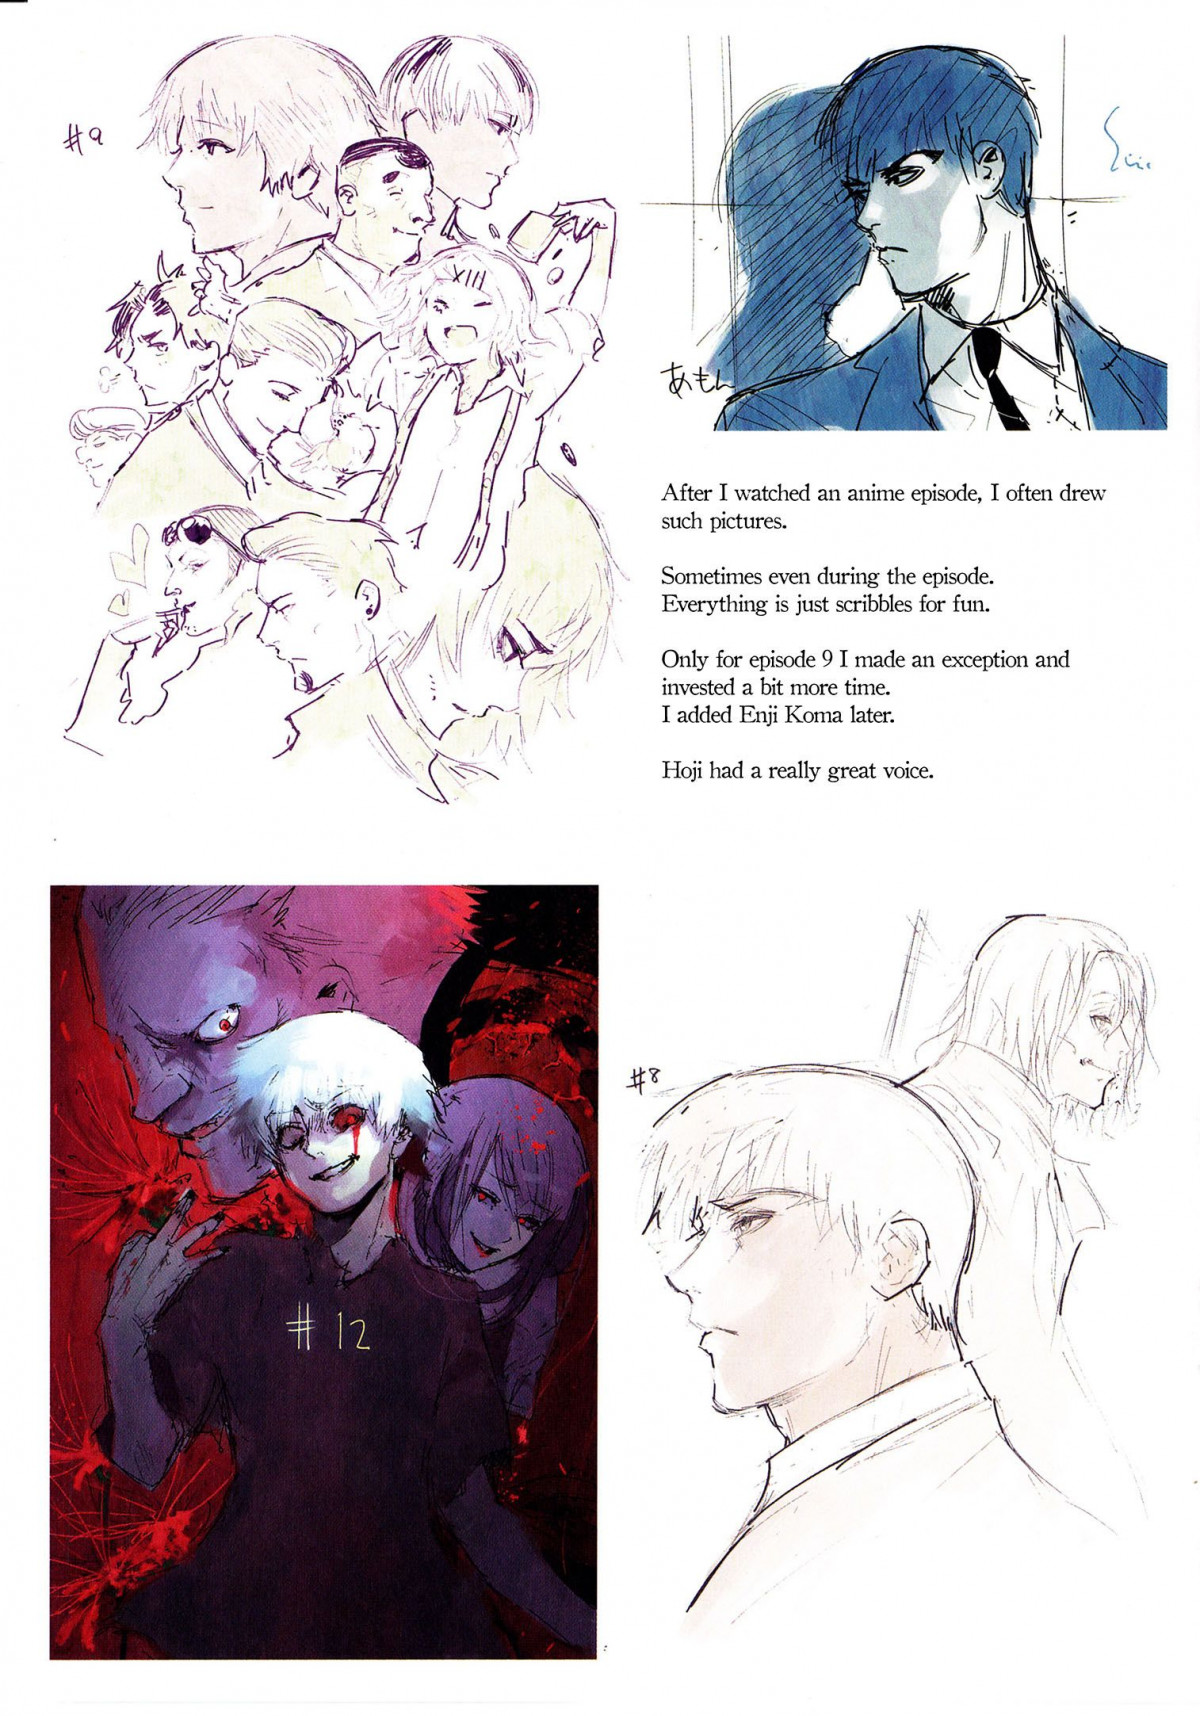 #9
XIII
あもん
After I watched an anime episode, I often drew
such pictures.
Sometimes even during the episode.
Everything is just scribbles for fun.
Only for episode 9 I made an exception and
invested a bit more time.
I added Enji Koma later.
Hoji had a really great voice.
#12
#8